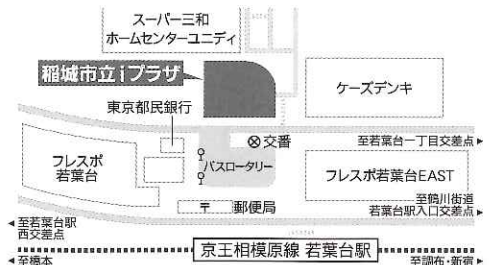 スーパー三和
ホームセンターユニディ
稲城市立iプラザ
ケーズデンキ
東京都民銀行
交番
至若葉台一丁目交差点
フレスポ
若葉台
バスロータリー
フレスポ若葉台EAST
至鶴川街道
若葉台駅入口交差点
〒 郵便局
至若葉台駅
西交差点
京王相模原線 若葉台駅
至橋本
至調布・新宿